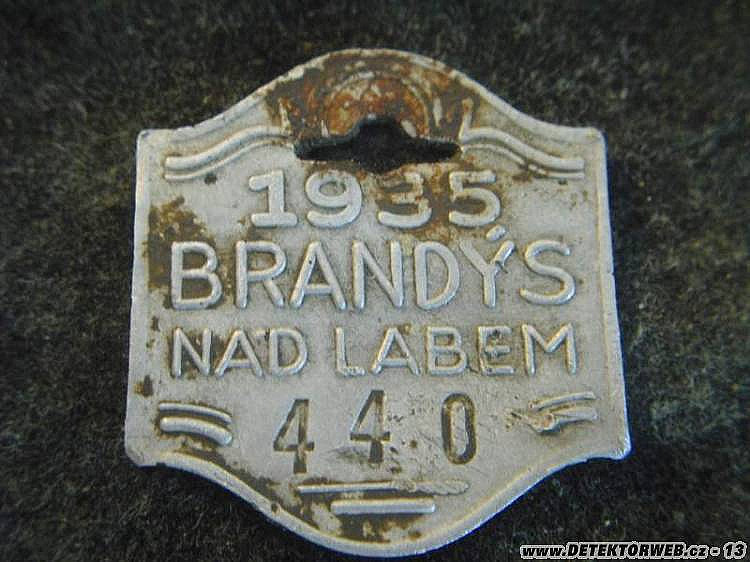 1935
BRANDÝS
NAD LABEM
440
www.DETEKTORWEB.cz - 13